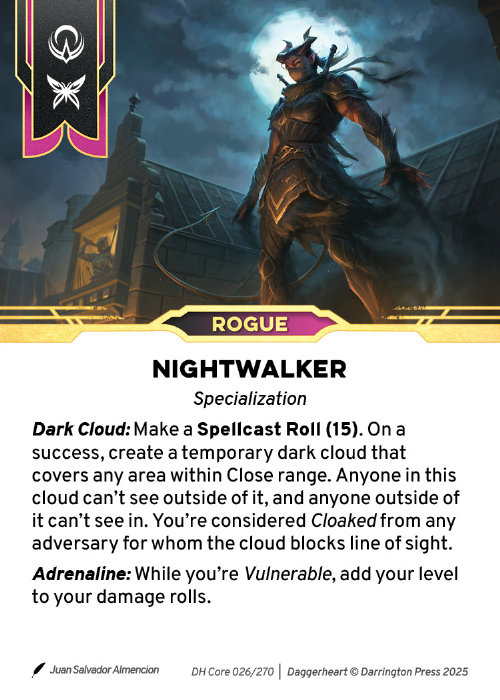 ROGUE
NIGHTWALKER
Specialization
Dark Cloud: Make a Spellcast Roll (15). On a
success, create a temporary dark cloud that
covers any area within Close range. Anyone in this
cloud can’t see outside of it, and anyone outside of
it can’t see in. You’re considered Cloaked from any
adversary for whom the cloud blocks line of sight.
Adrenaline: While you’re Vulnerable, add your level
to your damage rolls.
Juan Salvador Almencion DH Core 026/270 | Daggerheart © Darrington Press 2025